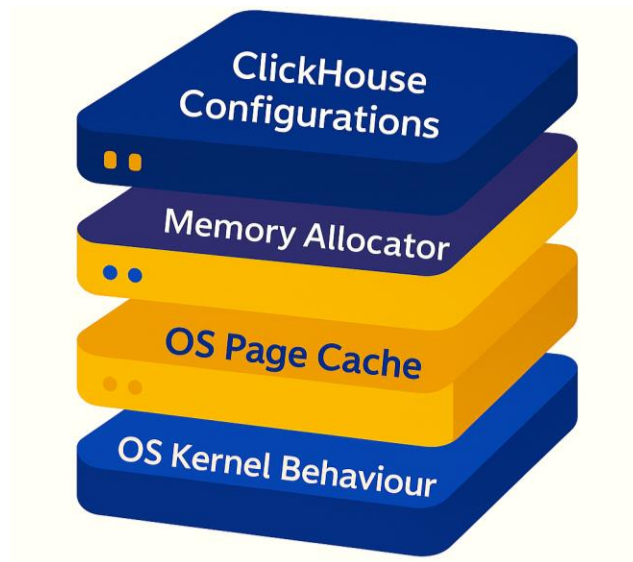 ClickHouse
Configurations
Memory Allocator
OS Page Cache
OS Kernel Behaviour